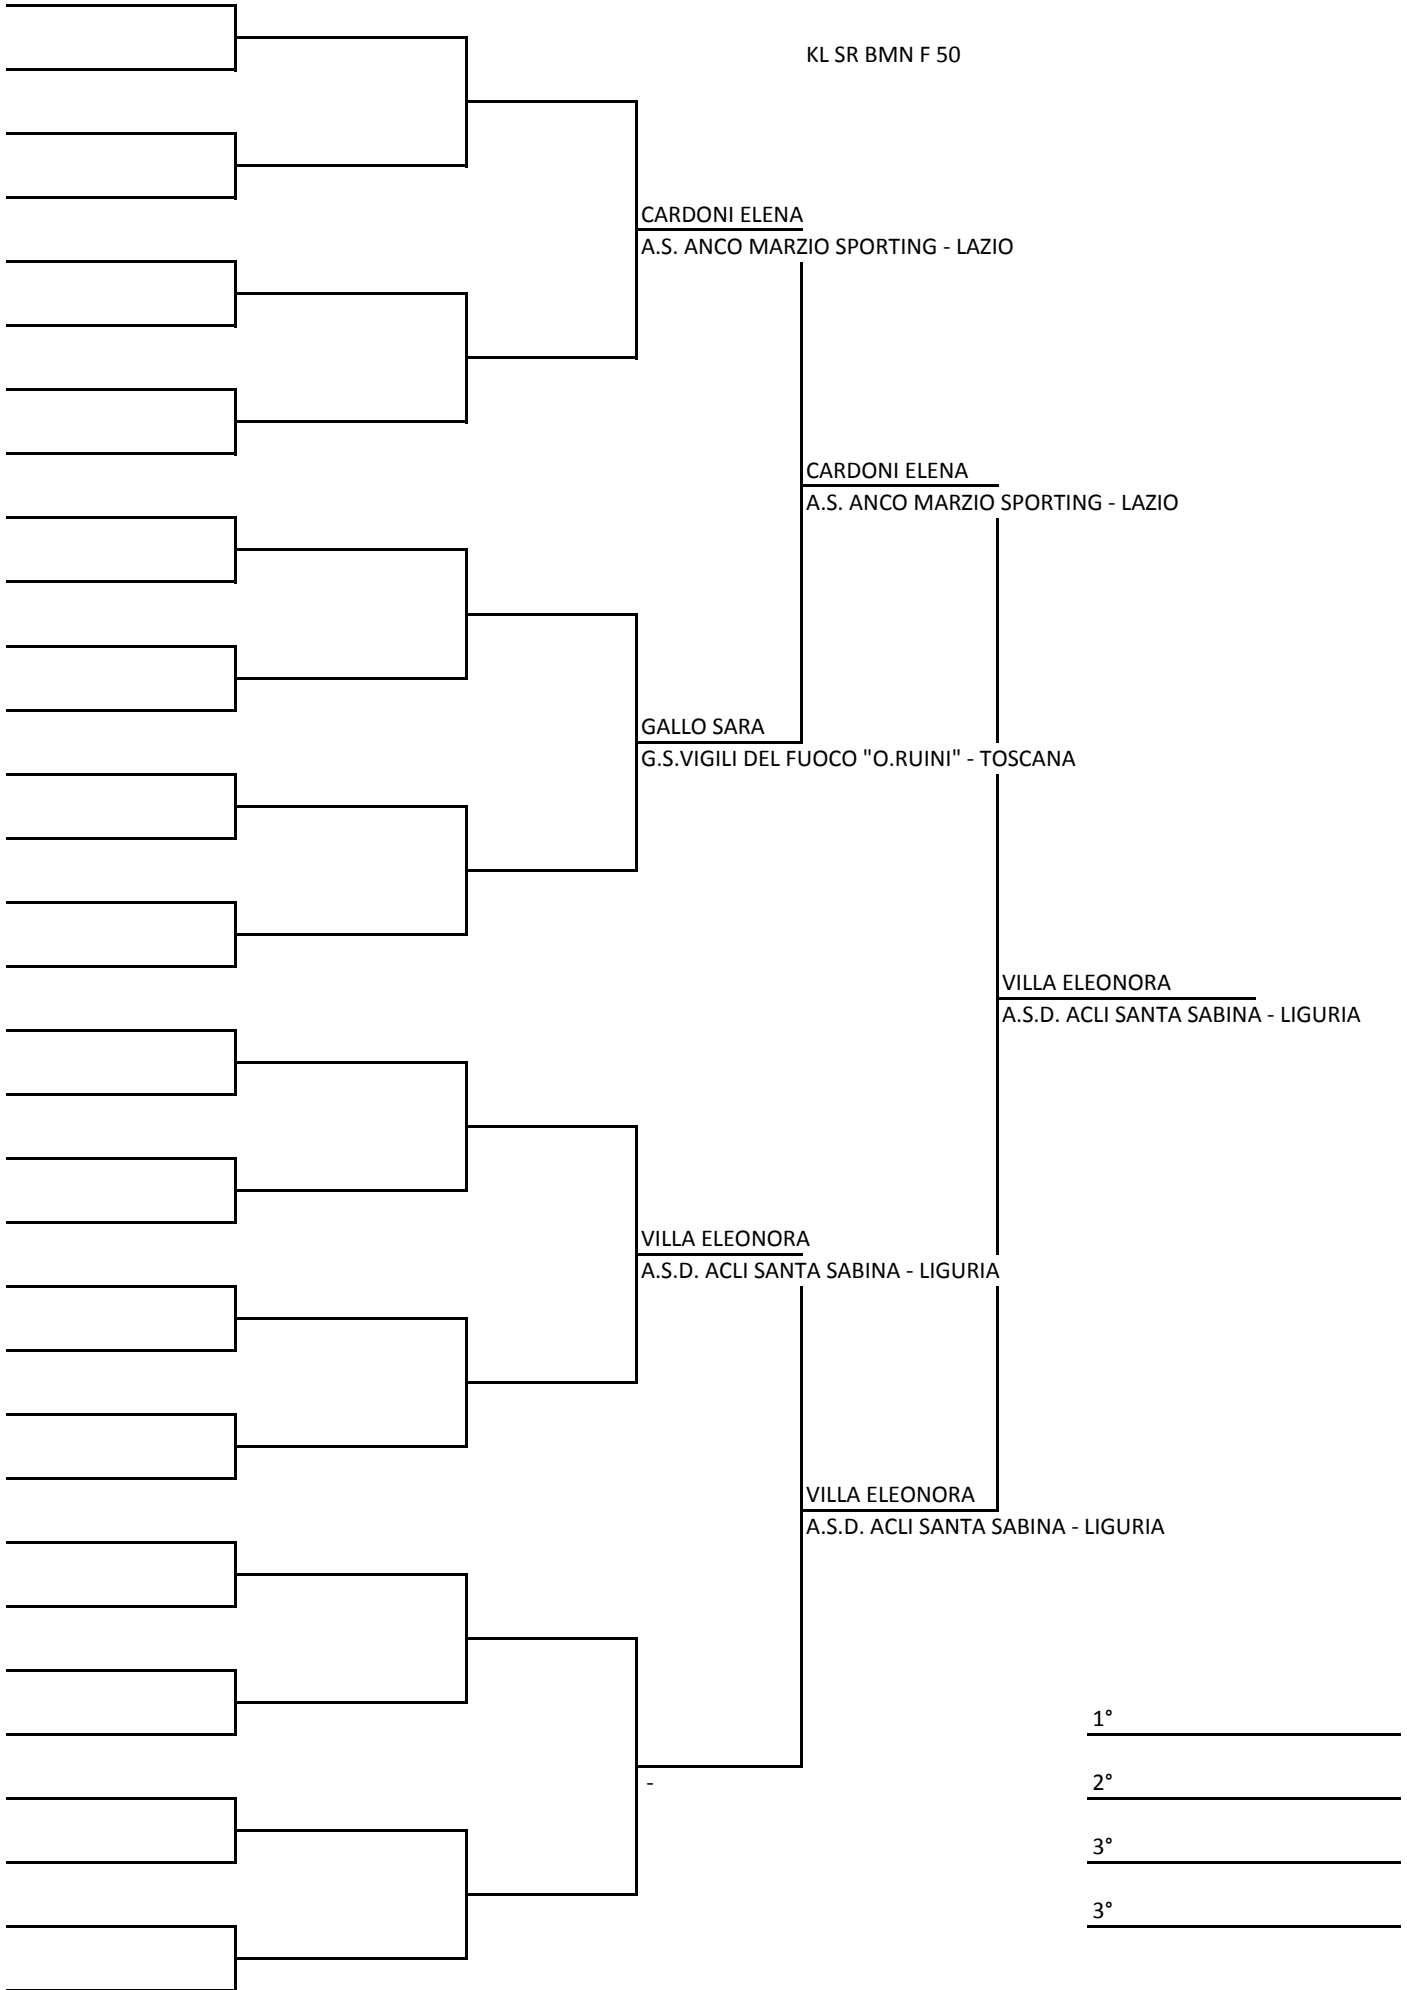 KL SR BMN F 50
CARDONI ELENA
A.S. ANCO MARZIO SPORTING - LAZIO
CARDONI ELENA
A.S. ANCO MARZIO SPORTING - LAZIO
GALLO SARA
G.S.VIGILI DEL FUOCO "O.RUINI" - TOSCANA
VILLA ELEONORA
A.S.D. ACLI SANTA SABINA - LIGURIA
VILLA ELEONORA
A.S.D. ACLI SANTA SABINA - LIGURIA
VILLA ELEONORA
A.S.D. ACLI SANTA SABINA - LIGURIA
1°
-
2°
3°
3°